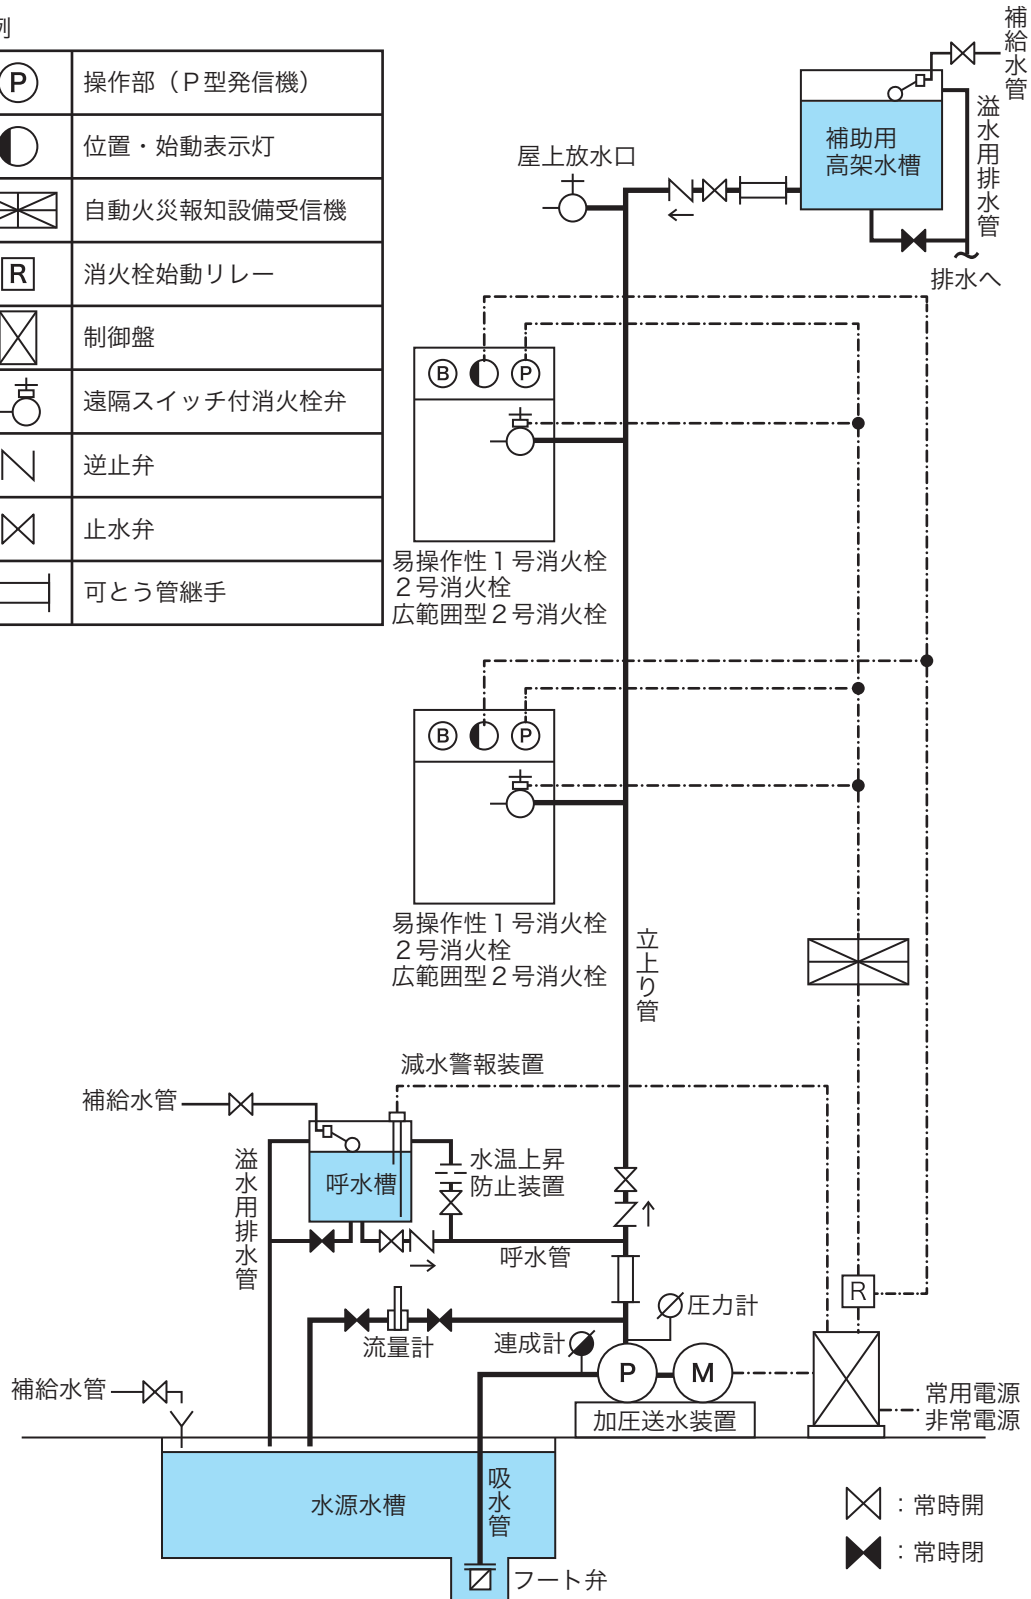 例
P
操作部（Ｐ型発信機）
位置・始動表示灯
自動火災報知設備受信機
R
消火栓始動リレー
制御盤
遠隔スイッチ付消火栓弁
逆止弁
止水弁
可とう管継手
補給水管
溢水用排水管
補助用
高架水槽
屋上放水口
排水へ
B
P
易操作性１号消火栓
２号消火栓
広範囲型２号消火栓
B
P
易操作性１号消火栓
２号消火栓
広範囲型２号消火栓
立上り管
減水警報装置
補給水管
溢水用排水管
呼水槽
水温上昇
防止装置
呼水管
流量計
連成計
圧力計
P
M
R
加圧送水装置
常用電源
非常電源
補給水管
水源水槽
吸水管
フート弁
：常時開
：常時閉